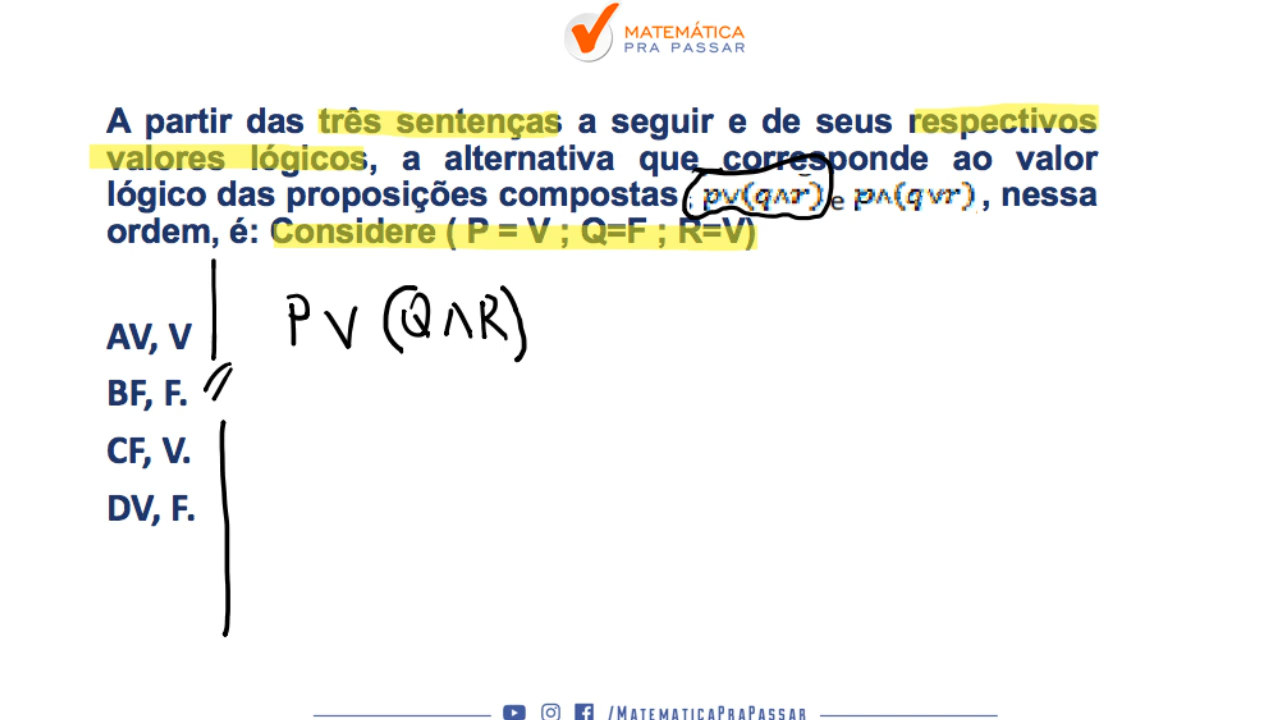 MATEMÁTICA
PRA PASSAR
A partir das três sentenças a seguir e de seus respectivos
valores lógicos, a alternativa que corresponde ao valor
lógico das proposições compostas : p∨(q∧r) e p∧(q∨r) , nessa
ordem, é: Considere ( P = V ; Q=F ; R=V)
P ∨ (Q ∧ R)
AV, V
BF, F.
CF, V.
DV, F.
/MATEMATICAPRAPASSAR